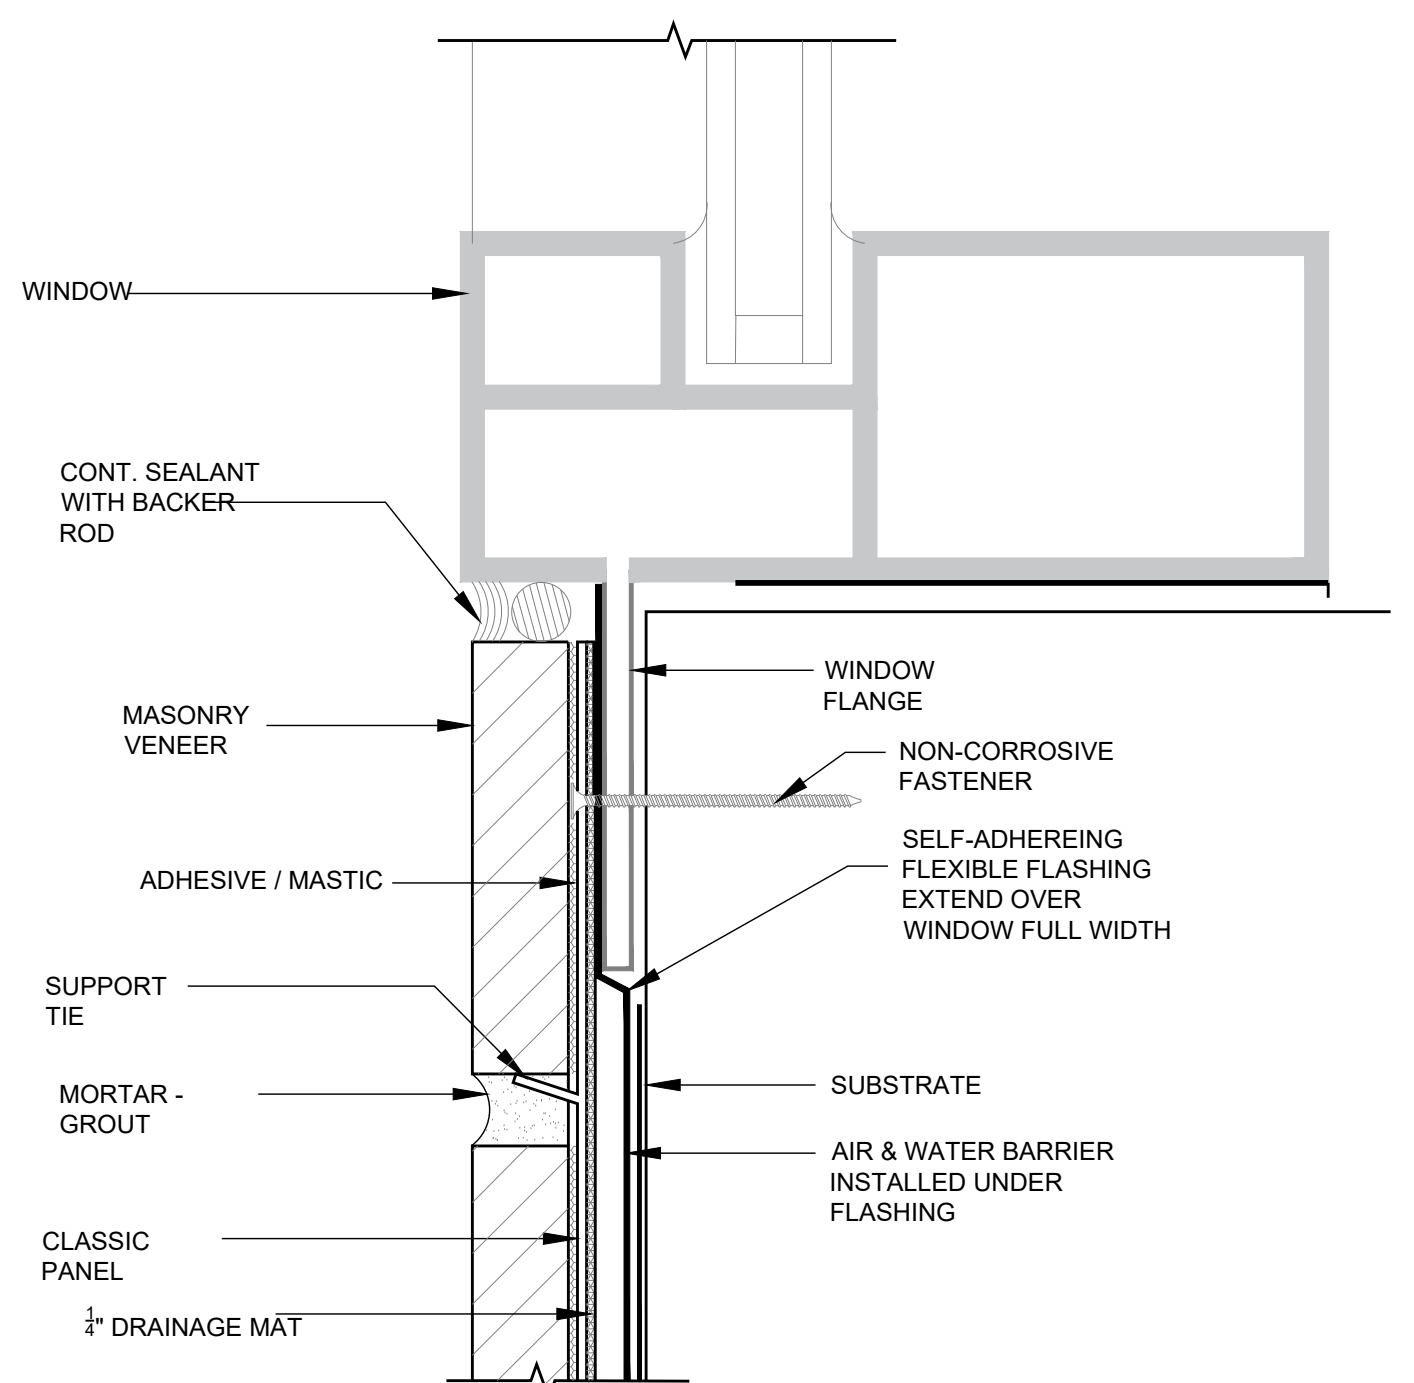 WINDOW
CONT. SEALANT
WITH BACKER
ROD
WINDOW
FLANGE
MASONRY
VENEER
NON-CORROSIVE
FASTENER
SELF-ADHEREING
FLEXIBLE FLASHING
EXTEND OVER
WINDOW FULL WIDTH
ADHESIVE / MASTIC
SUPPORT
TIE
MORTAR -
GROUT
SUBSTRATE
AIR & WATER BARRIER
INSTALLED UNDER
FLASHING
CLASSIC
PANEL
1/4" DRAINAGE MAT